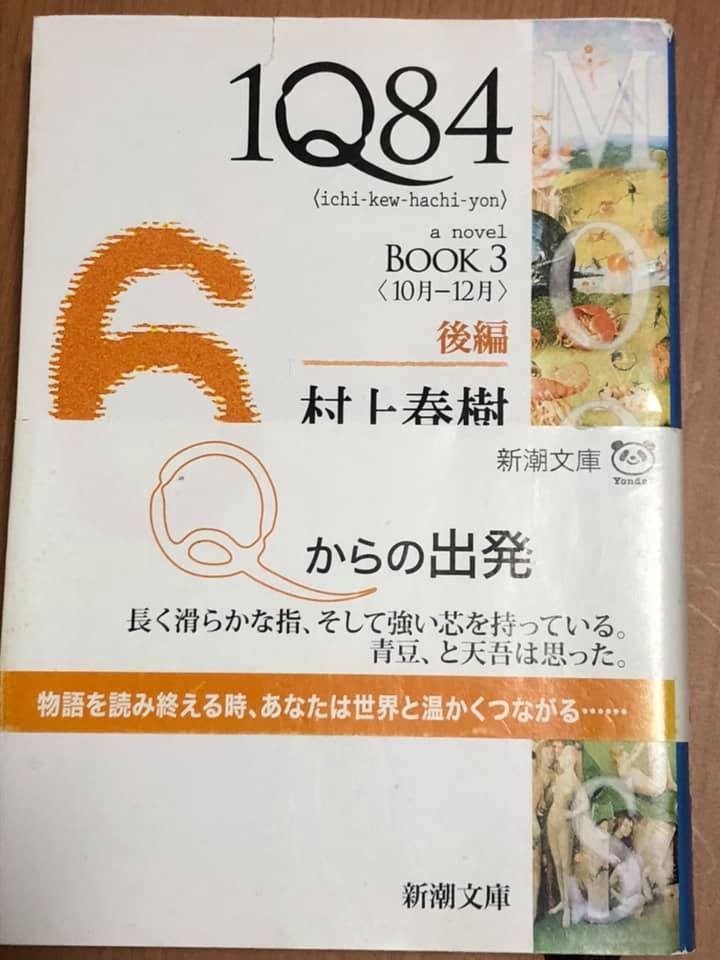 1Q84
〈ichi-kew-hachi-yon〉
a novel
BOOK 3
〈10月－12月〉
後編
村上春樹
6
M
O
S
新潮文庫
Yonda?
Qからの出発
長く滑らかな指、そして強い芯を持っている。
青豆、と天吾は思った。
物語を読み終える時、あなたは世界と温かくつながる……
新潮文庫